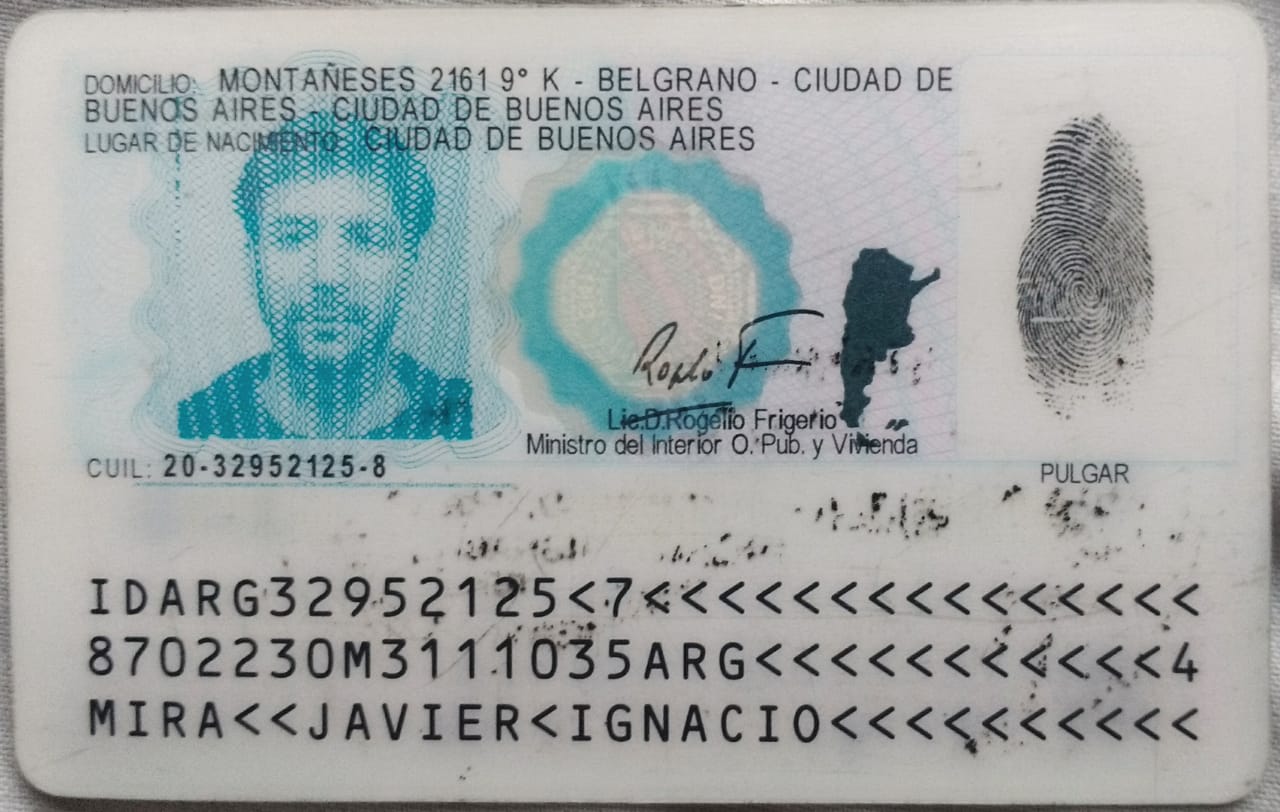 DOMICILIO: MONTAÑESES 2161 9° K - BELGRANO - CIUDAD DE
BUENOS AIRES - CIUDAD DE BUENOS AIRES
LUGAR DE NACIMIENTO CIUDAD DE BUENOS AIRES
Lic.D.Rogelio Frigerio
Ministro del Interior O. Pub. y Vivienda
CUIL: 20-32952125-8
PULGAR
IDARG32952125<7<<<<<<<<<<<<<<<
8702230M3111035ARG<<<<<<<<<<<4
MIRA<<JAVIER<IGNACIO<<<<<<<<<<